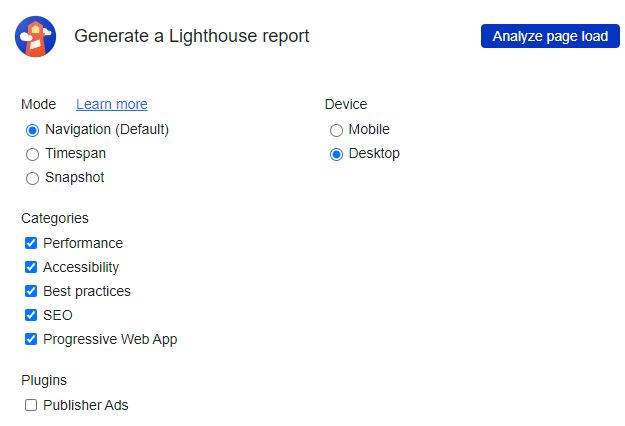 Generate a Lighthouse report
Analyze page load
Mode Learn more
Navigation (Default)
Timespan
Snapshot
Device
Mobile
Desktop
Categories
Performance
Accessibility
Best practices
SEO
Progressive Web App
Plugins
Publisher Ads